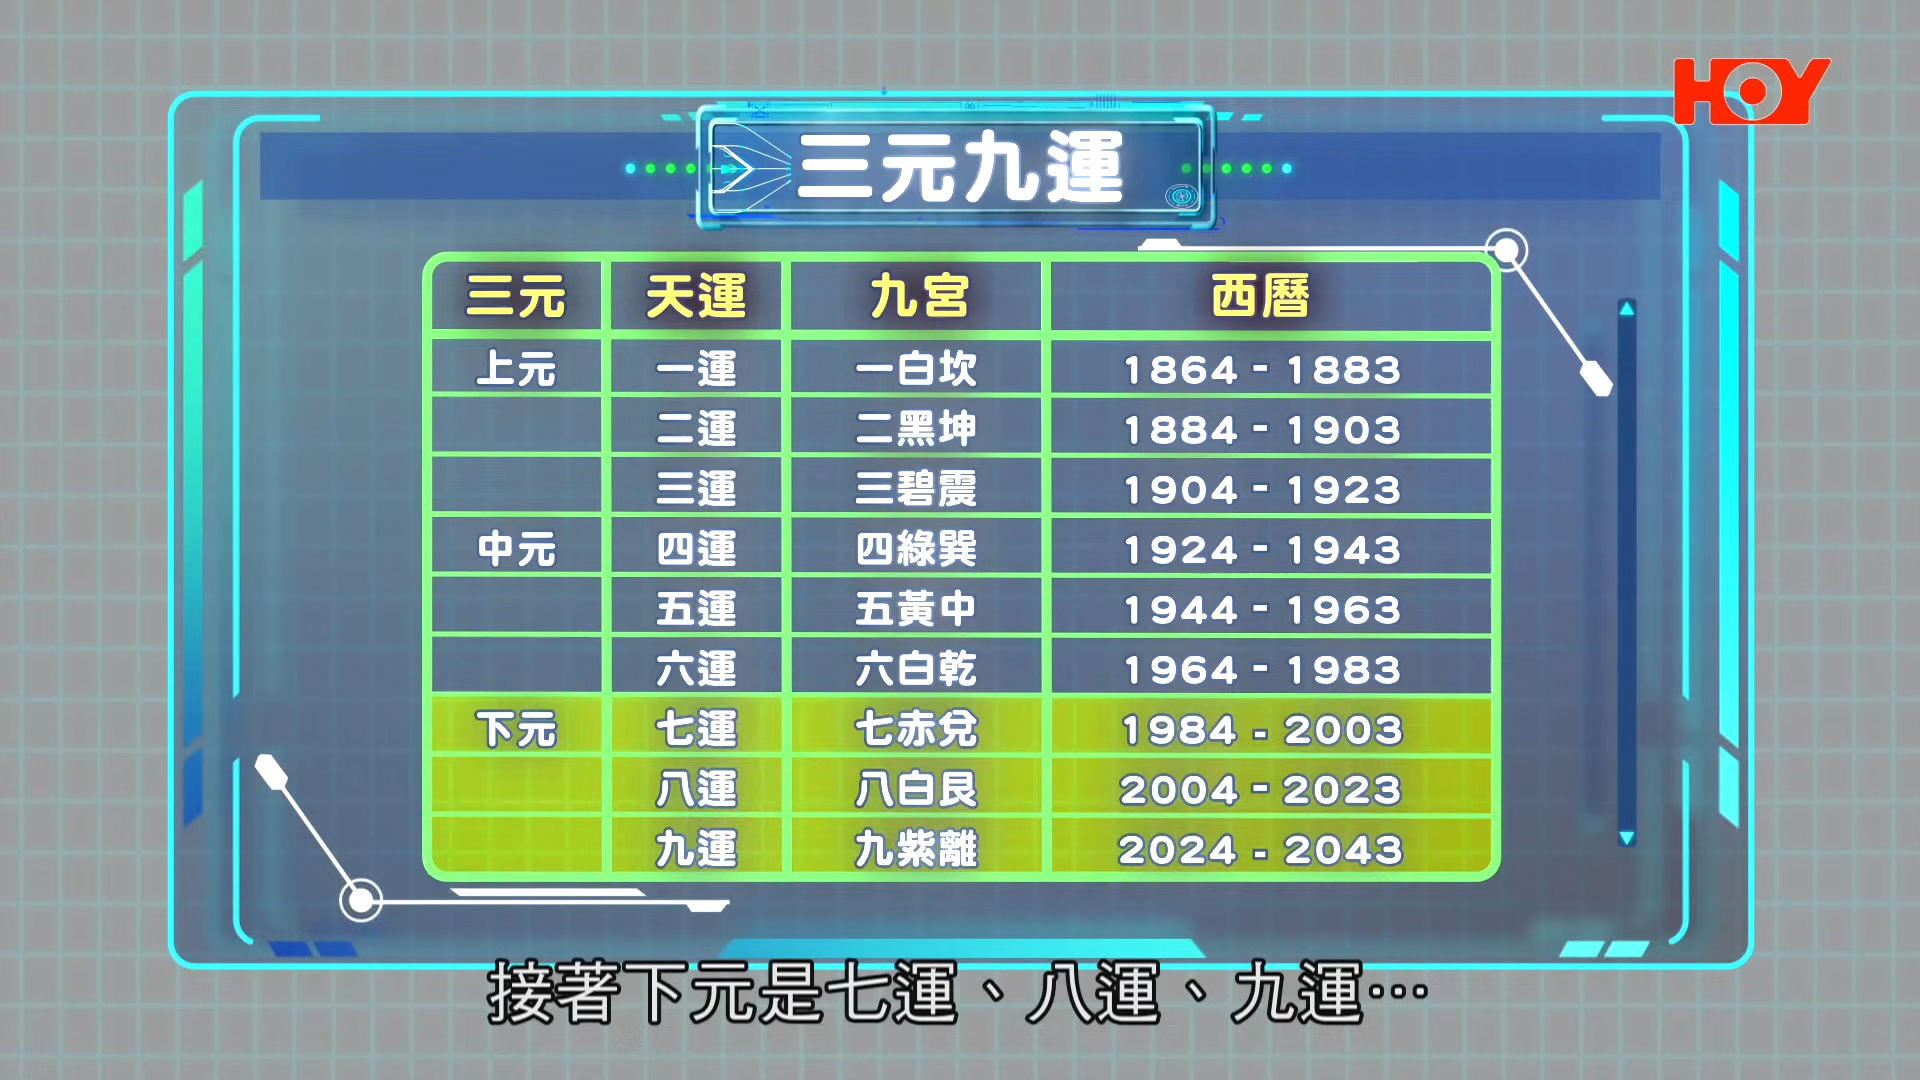 HOY
三元九運
三元 天運 九宮 西曆
上元 一運 一白坎 1864 - 1883
二運 二黑坤 1884 - 1903
三運 三碧震 1904 - 1923
中元 四運 四綠巽 1924 - 1943
五運 五黃中 1944 - 1963
六運 六白乾 1964 - 1983
下元 七運 七赤兌 1984 - 2003
八運 八白艮 2004 - 2023
九運 九紫離 2024 - 2043
接著下元是七運、八運、九運…